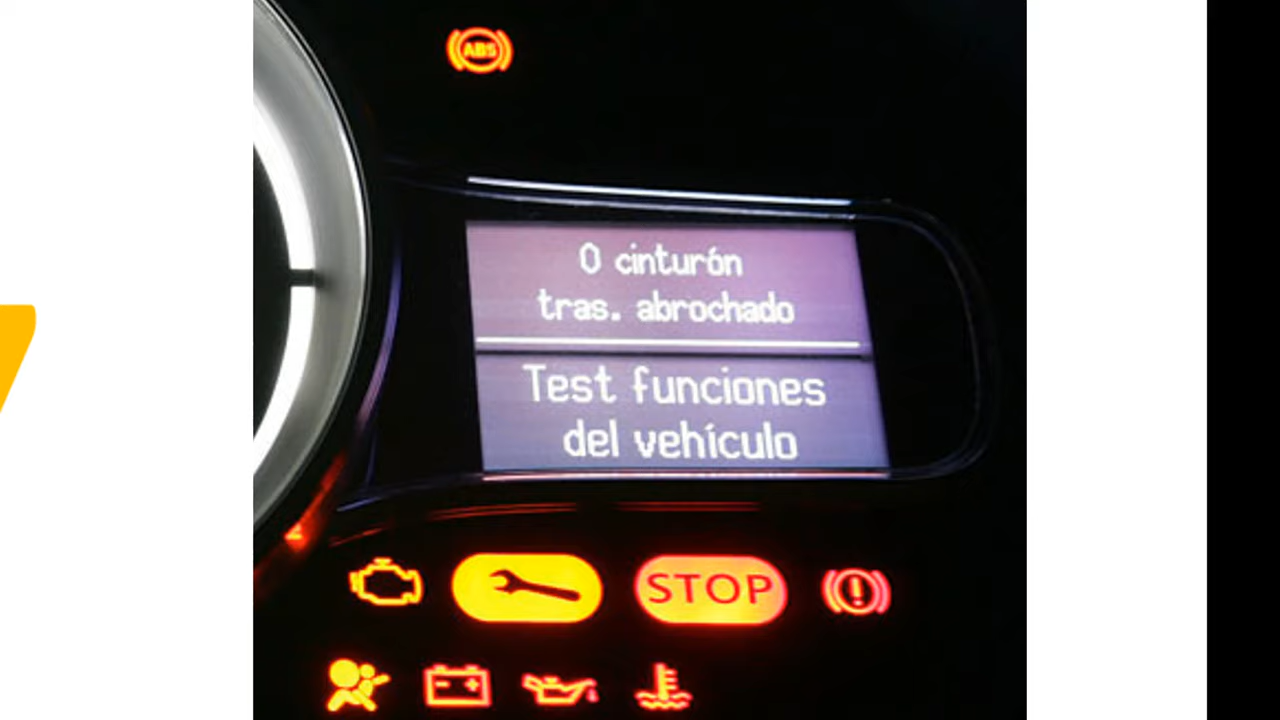 ABS
0 cinturón
tras. abrochado
Test funciones
del vehículo
STOP